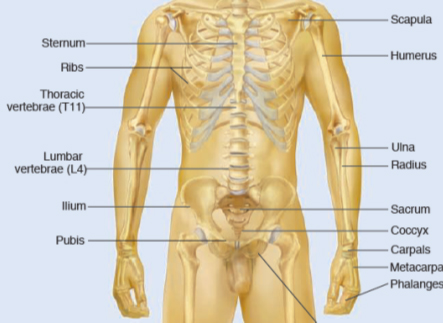 Sternum
Ribs
Thoracic
vertebrae (T11)
Lumbar
vertebrae (L4)
Ilium
Pubis
Scapula
Humerus
Ulna
Radius
Sacrum
Coccyx
Carpals
Metacarpa
Phalanges